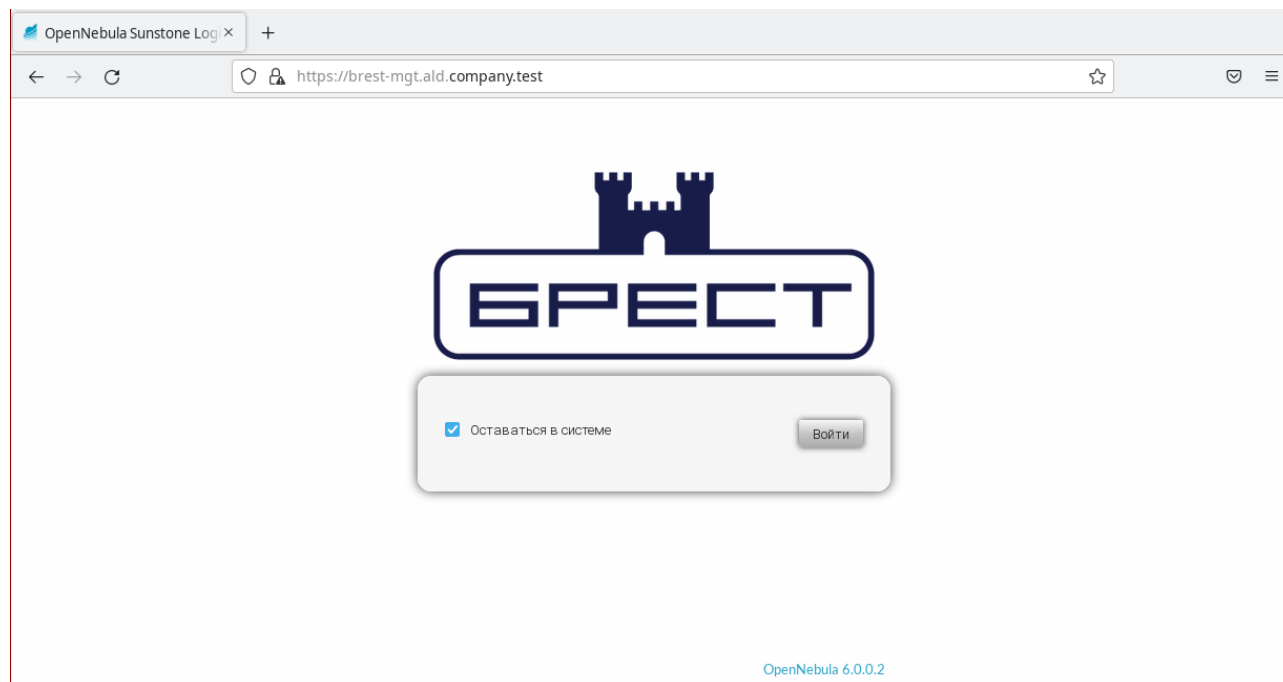 OpenNebula Sunstone Log
https://brest-mgt.ald.company.test
БРЕСТ
Оставаться в системе
Войти
OpenNebula 6.0.0.2